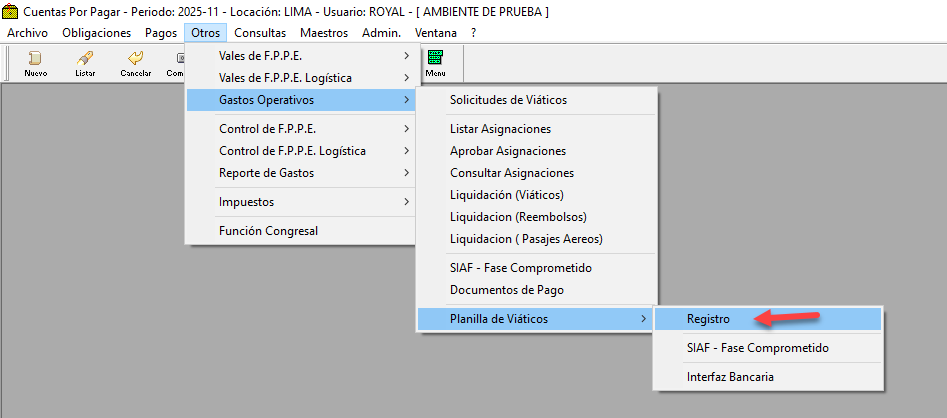 Cuentas Por Pagar - Periodo: 2025-11 - Locación: LIMA - Usuario: ROYAL - [ AMBIENTE DE PRUEBA ]
Archivo Obligaciones Pagos Otros Consultas Maestros Admin. Ventana ?
Nuevo Listar Cancelar Menu
Vales de F.P.P.E.
Vales de F.P.P.E. Logística
Gastos Operativos
Control de F.P.P.E.
Control de F.P.P.E. Logística
Reporte de Gastos
Impuestos
Función Congresal
Solicitudes de Viáticos
Listar Asignaciones
Aprobar Asignaciones
Consultar Asignaciones
Liquidación (Viáticos)
Liquidacion (Reembolsos)
Liquidacion ( Pasajes Aereos)
SIAF - Fase Comprometido
Documentos de Pago
Planilla de Viáticos
Registro
SIAF - Fase Comprometido
Interfaz Bancaria